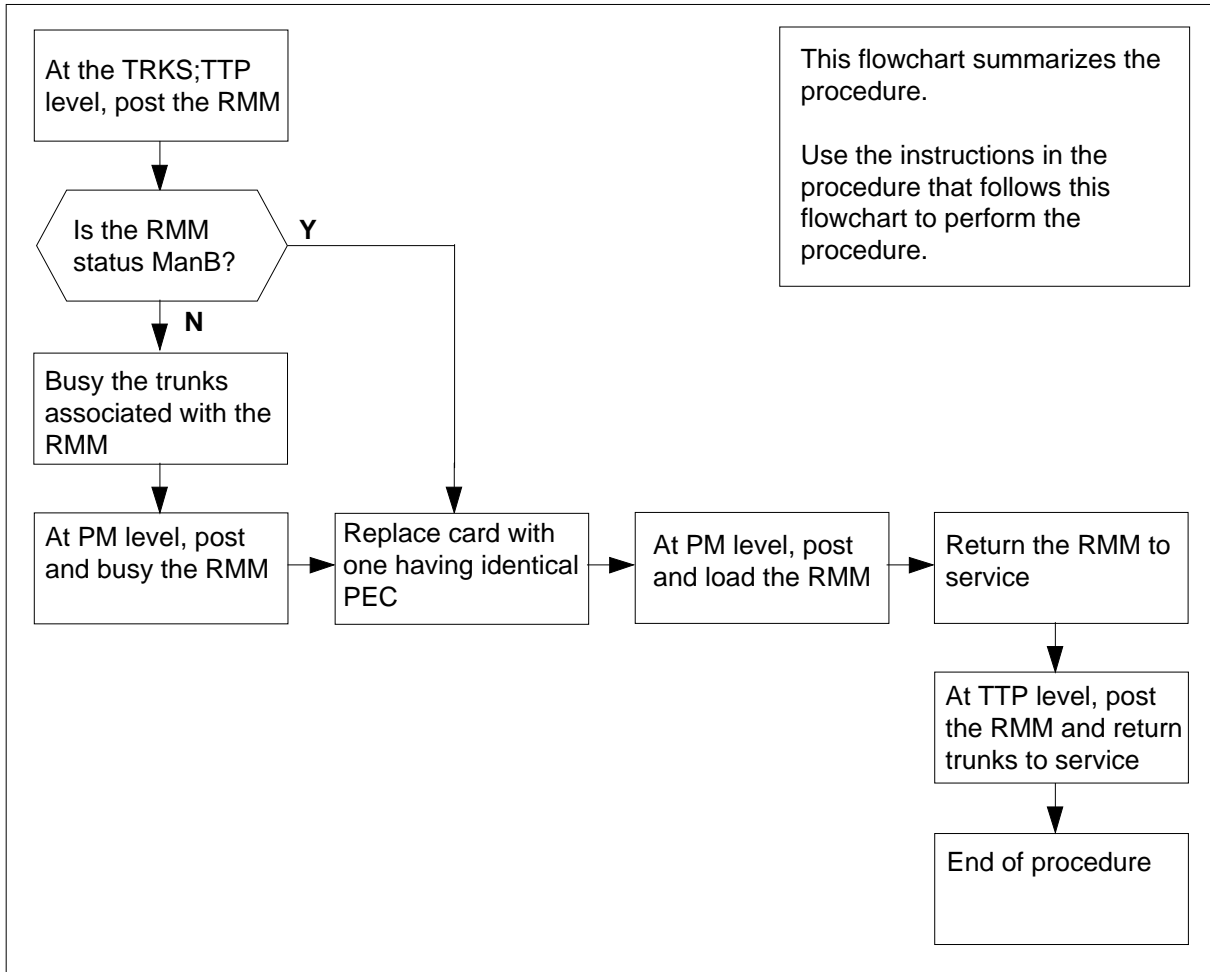 At the TRKS;TTP
level, post the RMM
This flowchart summarizes the
procedure.
Use the instructions in the
procedure that follows this
flowchart to perform the
procedure.
Is the RMM
status ManB?
Y
N
Busy the trunks
associated with the
RMM
At PM level, post
and busy the RMM
Replace card with
one having identical
PEC
At PM level, post
and load the RMM
Return the RMM to
service
At TTP level, post
the RMM and return
trunks to service
End of procedure